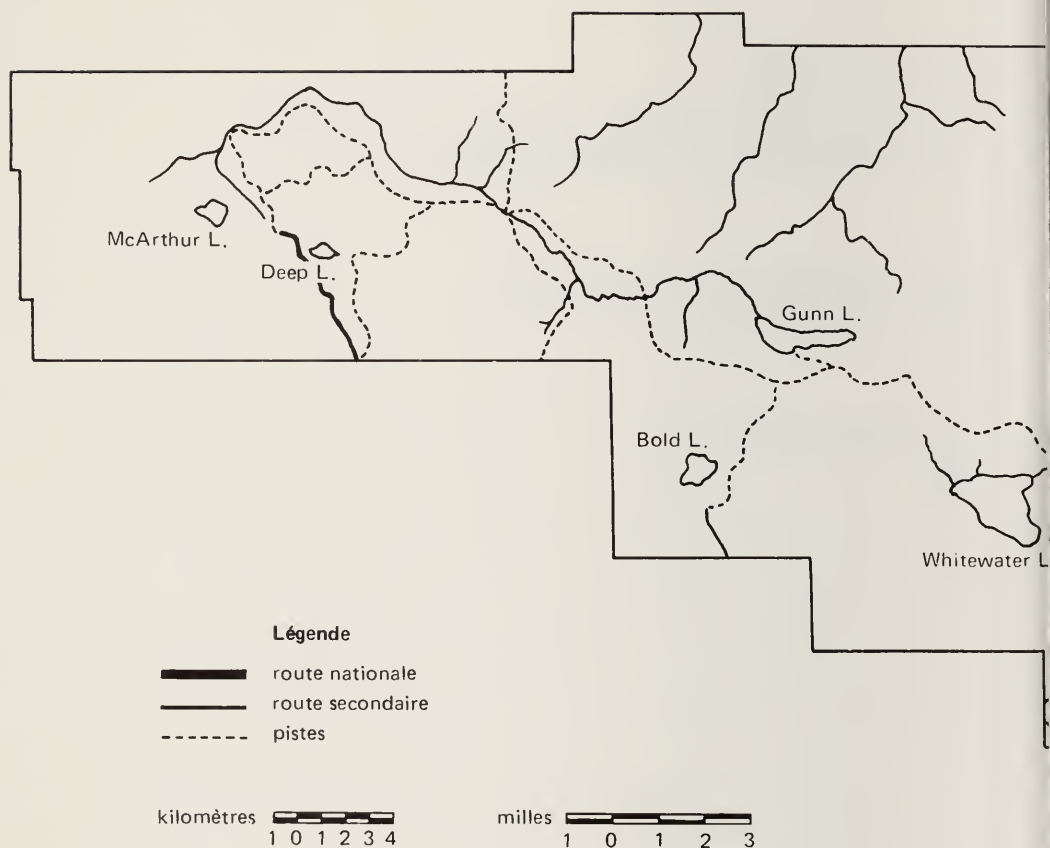 McArthur L.
Deep L.
Gunn L.
Bold L.
Whitewater L
Légende
route nationale
route secondaire
pistes
kilomètres
1 0 1 2 3 4
milles
1 0 1 2 3